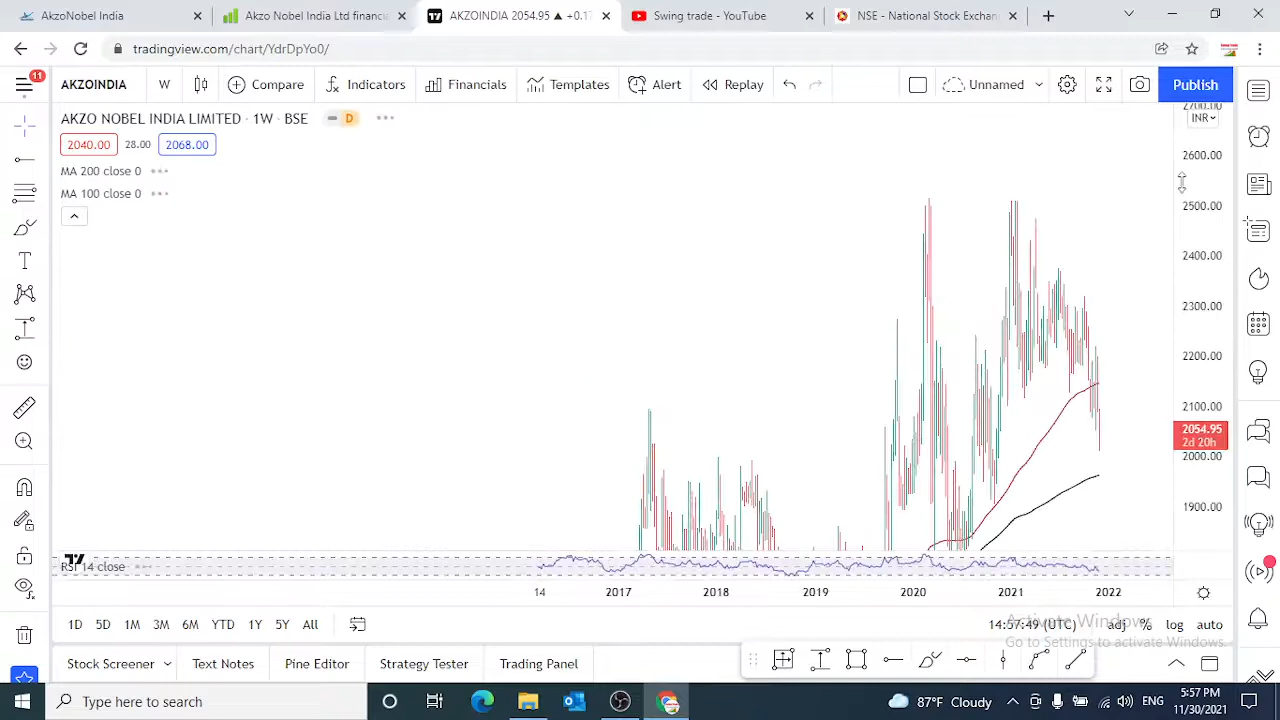 AkzoNobel India
Akzo Nobel India Ltd financia
AKZOINDIA 2054.95 ▲ +0.17
Swing trade - YouTube
NSE - National Stock Exchan
tradingview.com/chart/YdrDpYo0/
11
AKZOINDIA
W
Compare
Indicators
Financials
Templates
Alert
Replay
Unnamed
Publish
AKZO NOBEL INDIA LIMITED · 1W · BSE
D
2700.00
INR
2040.00
28.00
2068.00
MA 200 close 0
MA 100 close 0
2600.00
2500.00
2400.00
2300.00
2200.00
2100.00
2054.95
2d 20h
2000.00
1900.00
RSI 14 close
14
2017
2018
2019
2020
2021
2022
1D
5D
1M
3M
6M
YTD
1Y
5Y
All
14:57:49 (UTC)
adj
%
log
auto
Activate Windows
Go to Settings to activate Windows.
Stock Screener
Text Notes
Pine Editor
Strategy Tester
Trading Panel
Type here to search
87°F Cloudy
ENG
5:57 PM
11/30/2021